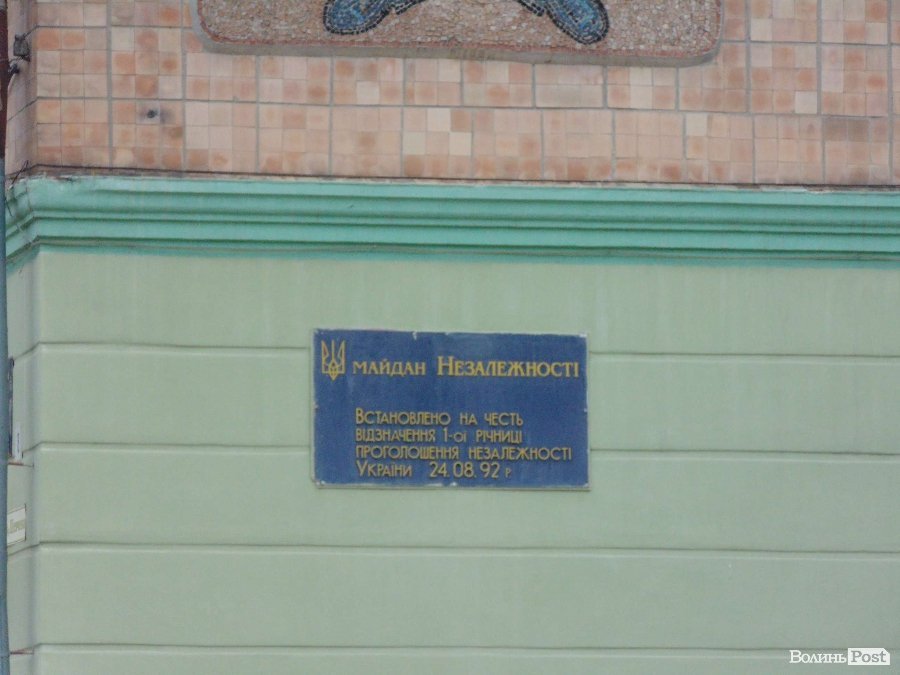 майдан Незалежності
Встановлено на честь
відзначення 1-ої річниці
проголошення незалежності
України 24.08.92 р
Волинь Post